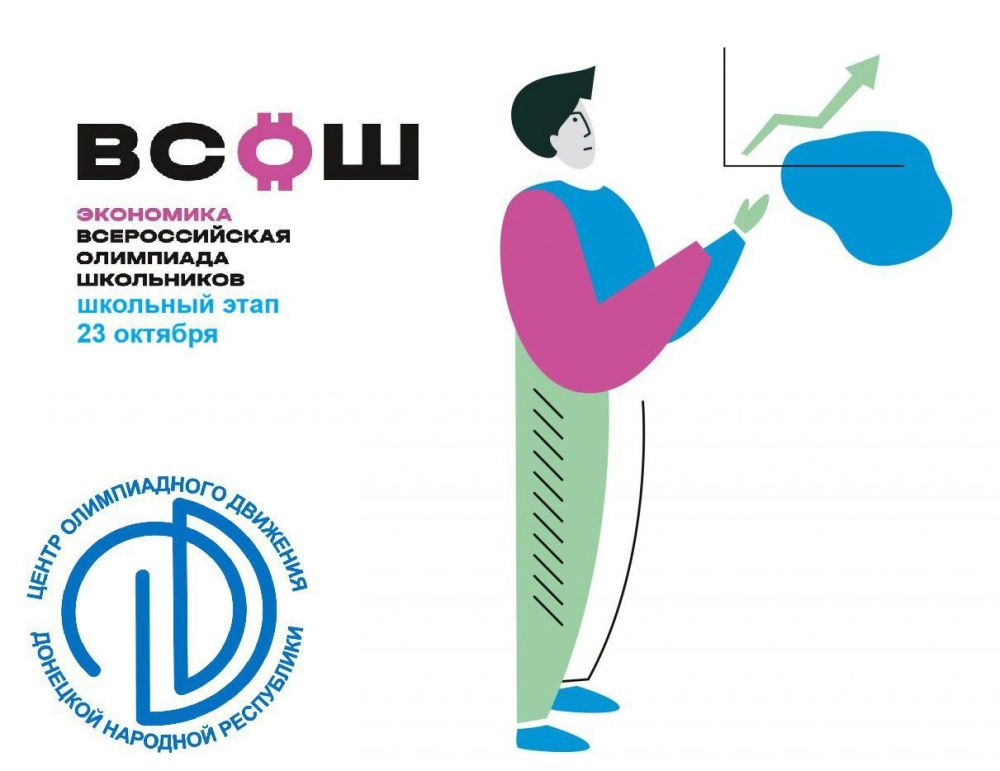 ВСОШ
ЭКОНОМИКА
ВСЕРОССИЙСКАЯ
ОЛИМПИАДА
ШКОЛЬНИКОВ
школьный этап
23 октября
ЦЕНТР ОЛИМПИАДНОГО ДВИЖЕНИЯ
ДОНЕЦКОЙ НАРОДНОЙ РЕСПУБЛИКИ